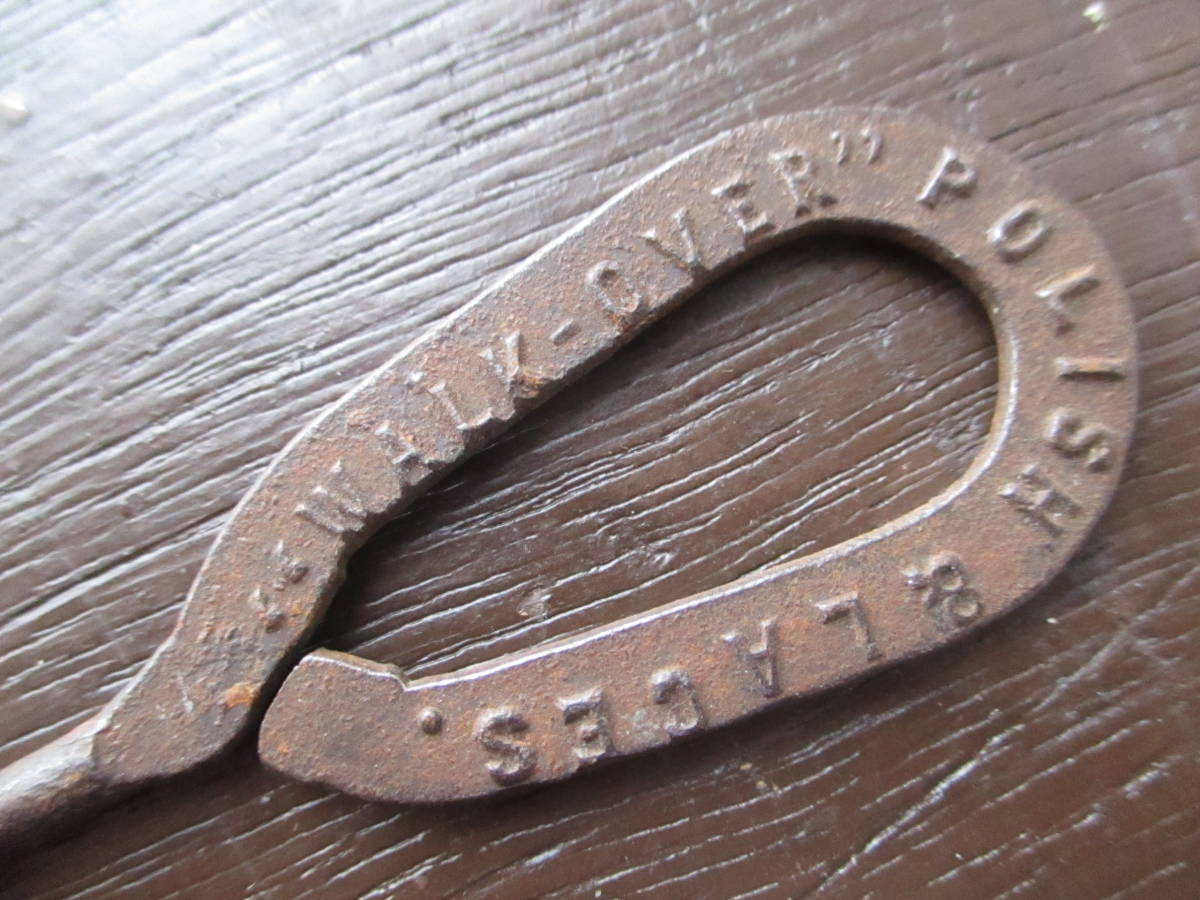 “WALK-OVER” POLISH & LACES.